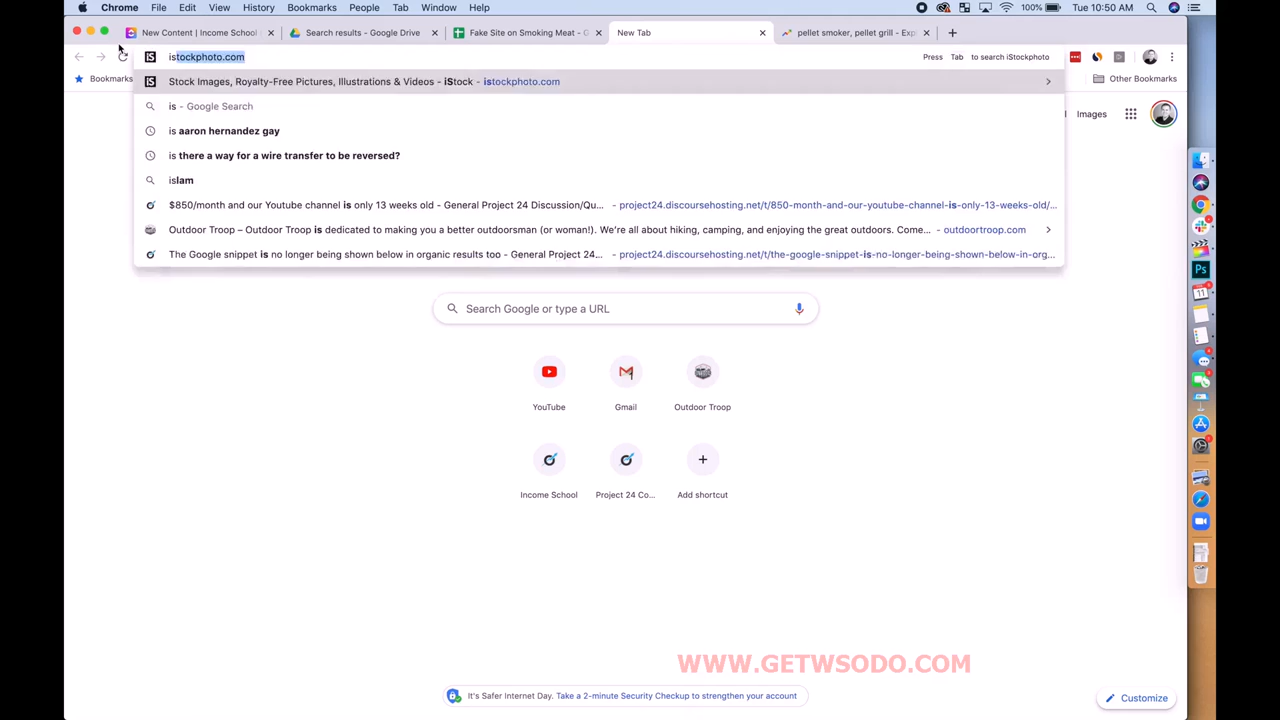 Chrome File Edit View History Bookmarks People Tab Window Help 100% Tue 10:50 AM
New Content | Income School Search results - Google Drive Fake Site on Smoking Meat - G New Tab pellet smoker, pellet grill - Exp
istockphoto.com Press Tab to search iStockphoto
Bookmarks Stock Images, Royalty-Free Pictures, Illustrations & Videos - iStock - istockphoto.com Other Bookmarks
is - Google Search
Images
is aaron hernandez gay
is there a way for a wire transfer to be reversed?
islam
$850/month and our Youtube channel is only 13 weeks old - General Project 24 Discussion/Qu... - project24.discoursehosting.net/t/850-month-and-our-youtube-channel-is-only-13-weeks-old/...
Outdoor Troop – Outdoor Troop is dedicated to making you a better outdoorsman (or woman!). We're all about hiking, camping, and enjoying the great outdoors. Come... - outdoortroop.com
The Google snippet is no longer being shown below in organic results too - General Project 24... - project24.discoursehosting.net/t/the-google-snippet-is-no-longer-being-shown-below-in-org...
Search Google or type a URL
YouTube Gmail Outdoor Troop
Income School Project 24 Co... Add shortcut
WWW.GETWSODO.COM
It's Safer Internet Day. Take a 2-minute Security Checkup to strengthen your account
Customize